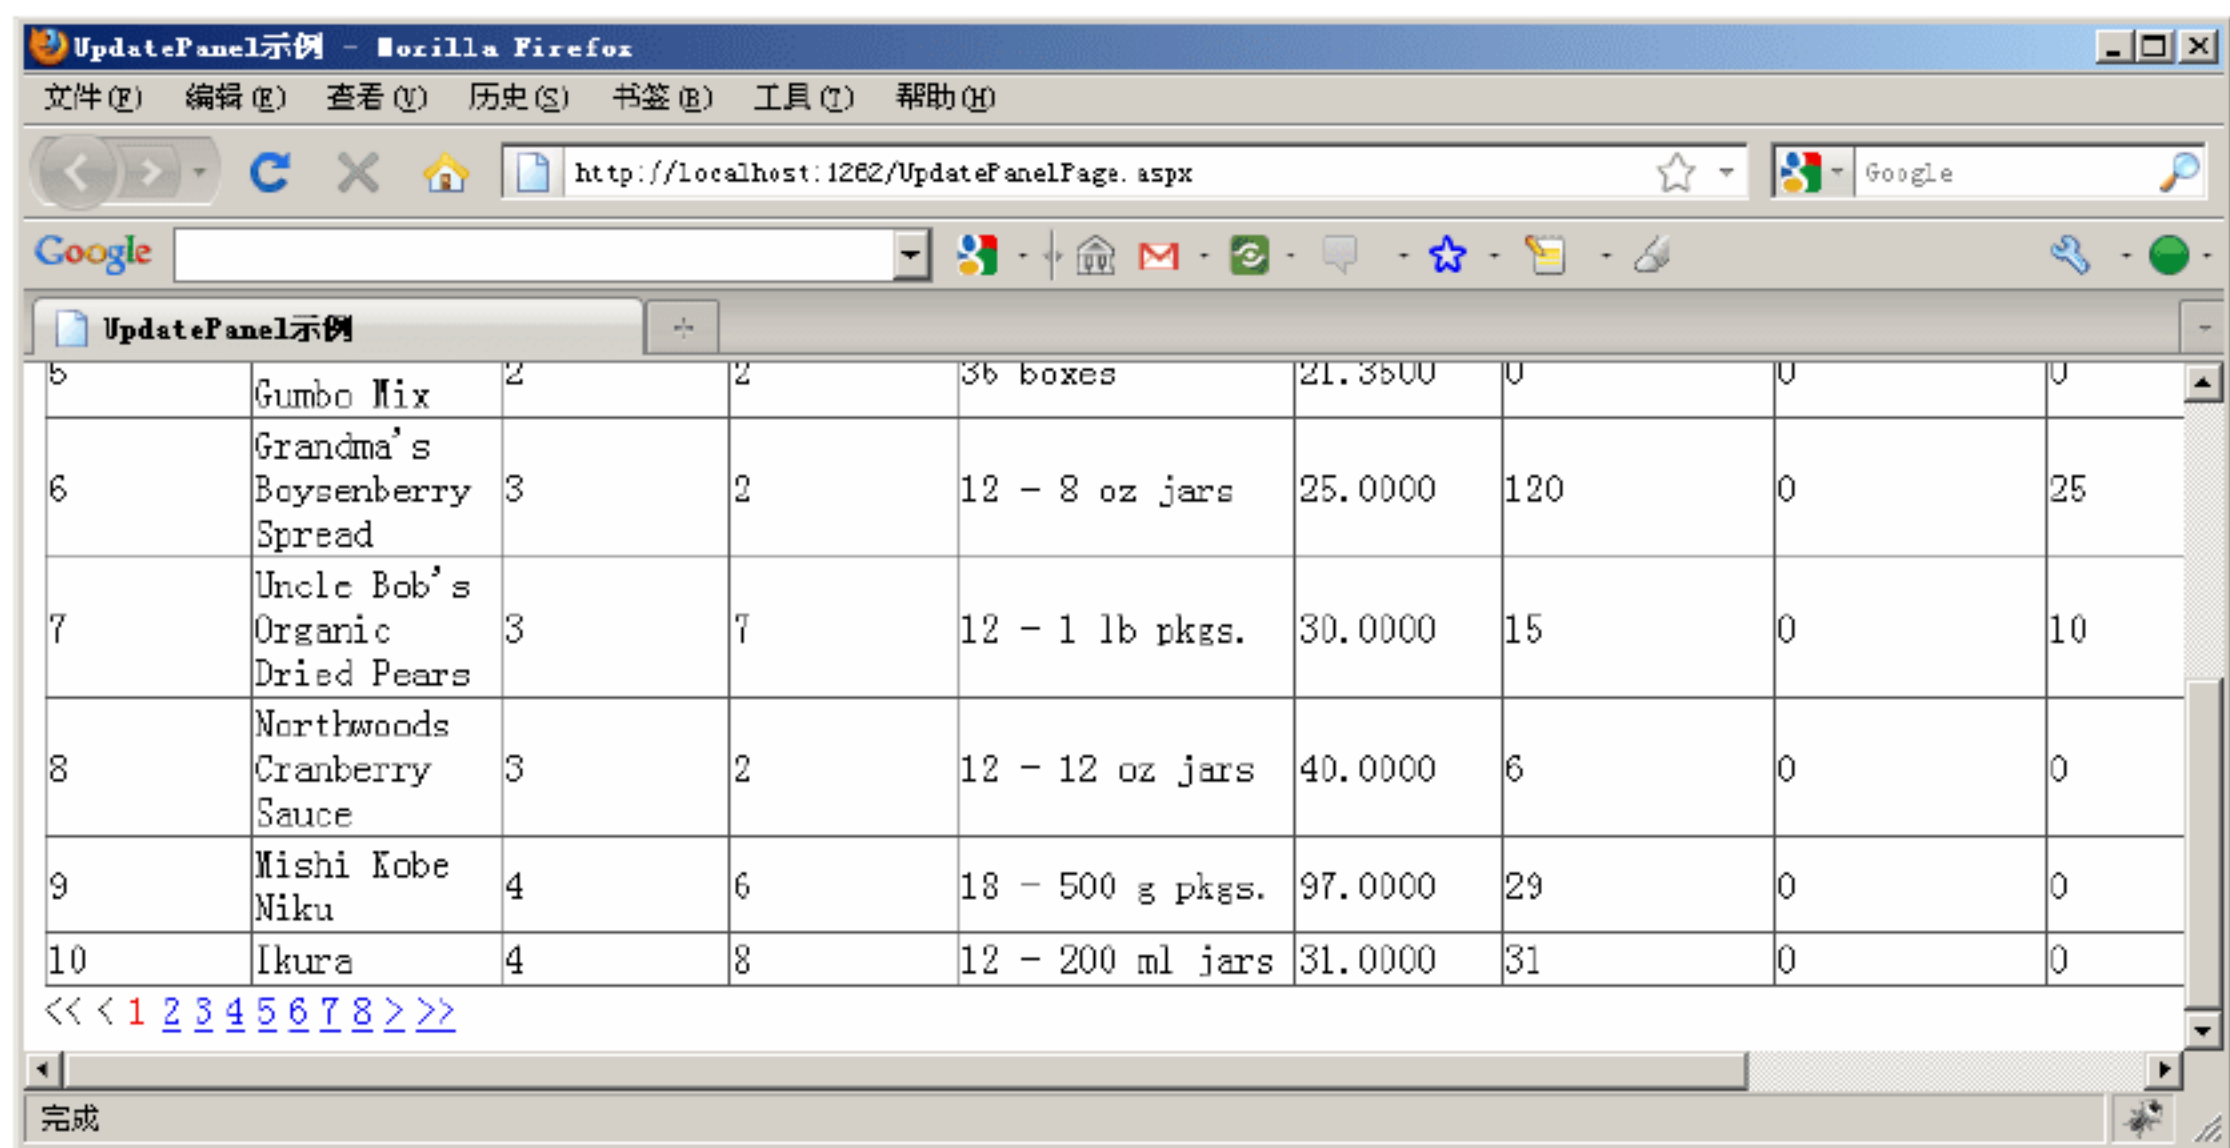 UpdatePanel示例 - Mozilla Firefox
文件(F) 编辑(E) 查看(V) 历史(S) 书签(B) 工具(T) 帮助(H)
http://localhost:1262/UpdatePanelPage.aspx Google
Google
UpdatePanel示例
5 Gumbo Mix 2 2 36 boxes 21.3500 0 0 0
6 Grandma's Boysenberry Spread 3 2 12 - 8 oz jars 25.0000 120 0 25
7 Uncle Bob's Organic Dried Pears 3 7 12 - 1 lb pkgs. 30.0000 15 0 10
8 Northwoods Cranberry Sauce 3 2 12 - 12 oz jars 40.0000 6 0 0
9 Mishi Kobe Niku 4 6 18 - 500 g pkgs. 97.0000 29 0 0
10 Ikura 4 8 12 - 200 ml jars 31.0000 31 0 0
<< < 1 2 3 4 5 6 7 8 > >>
完成